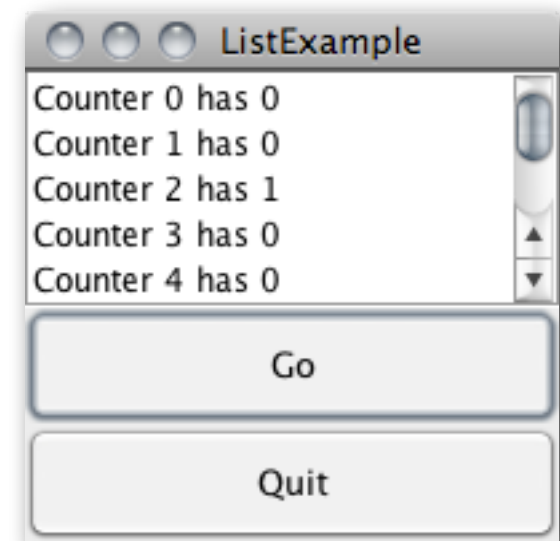 ListExample
Counter 0 has 0
Counter 1 has 0
Counter 2 has 1
Counter 3 has 0
Counter 4 has 0
Go
Quit